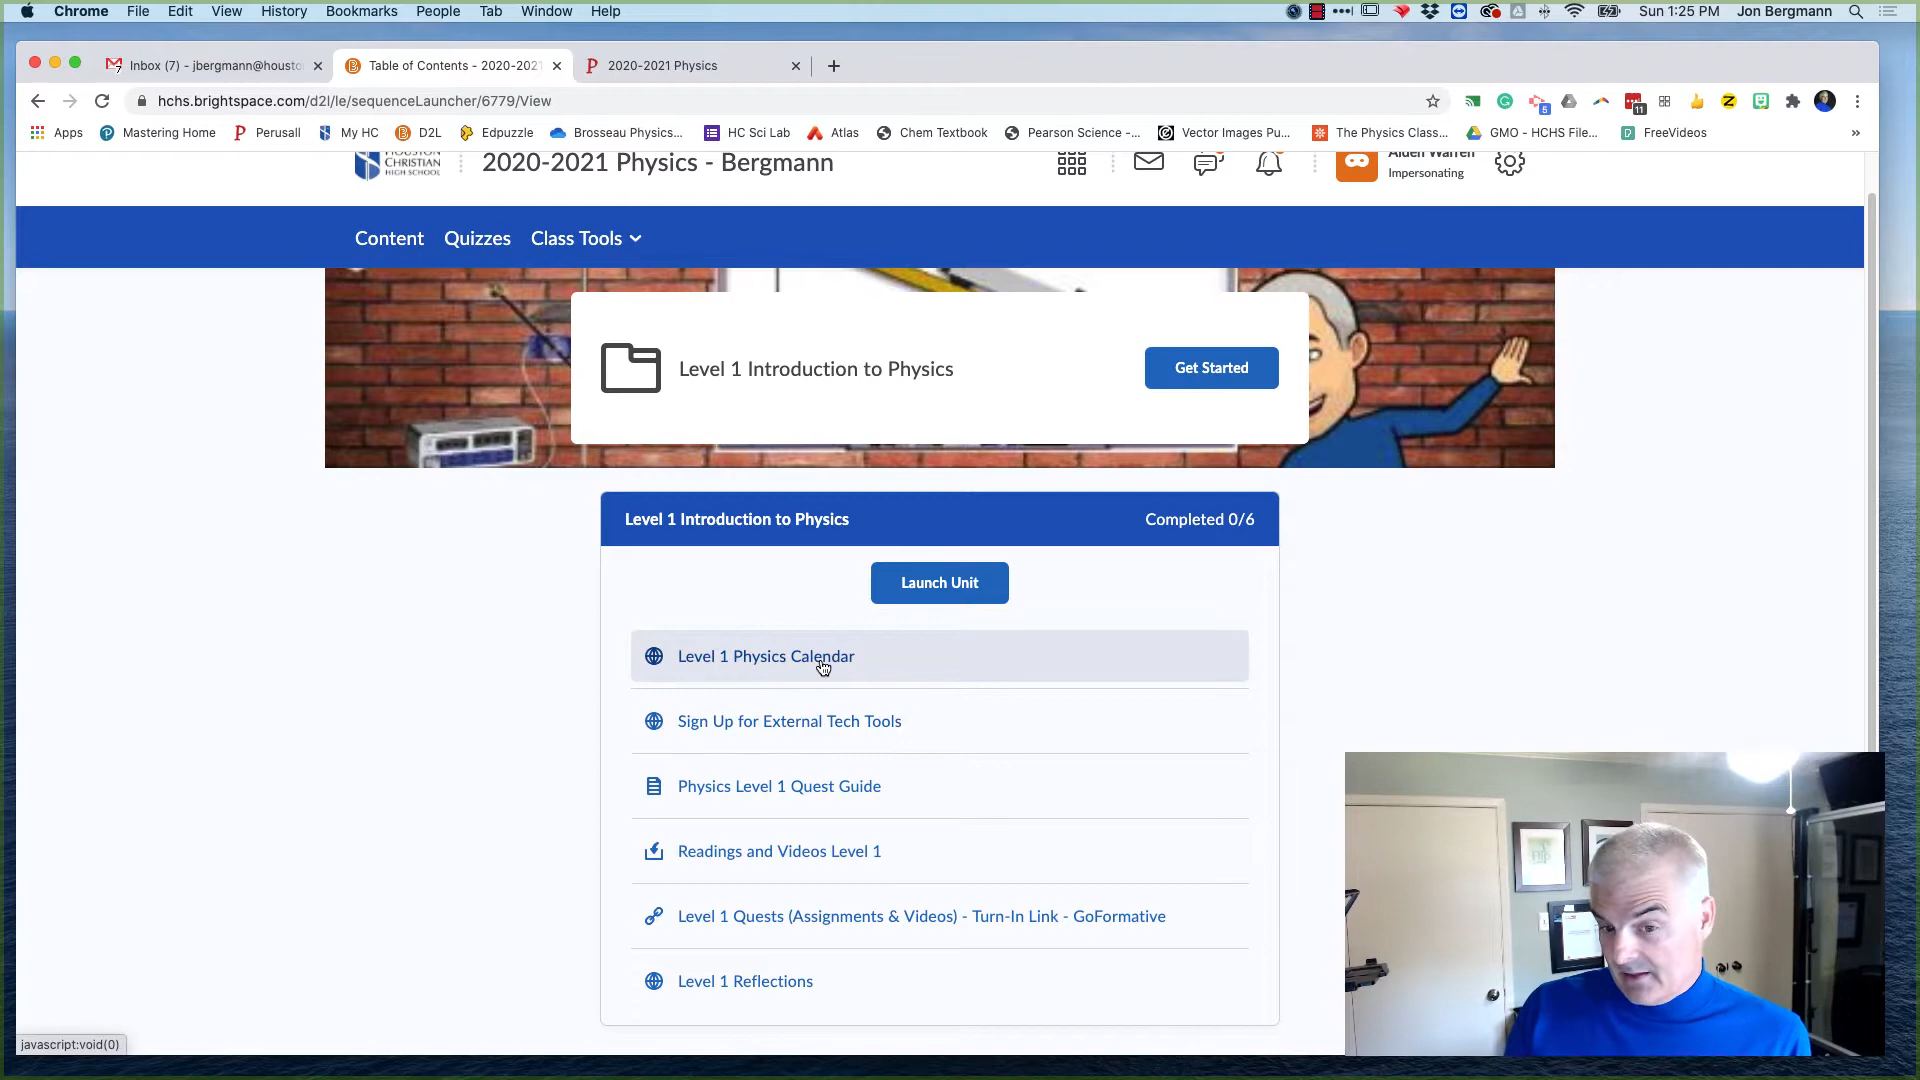 Chrome File Edit View History Bookmarks People Tab Window Help Sun 1:25 PM Jon Bergmann
Inbox (7) - jbergmann@housto
Table of Contents - 2020-2021
2020-2021 Physics
hchs.brightspace.com/d2l/le/sequenceLauncher/6779/View
5
11
Apps Mastering Home Perusall My HC D2L Edpuzzle Brosseau Physics... HC Sci Lab Atlas Chem Textbook Pearson Science -... Vector Images Pu... The Physics Class... GMO - HCHS File... FreeVideos »
CHRISTIAN
HIGH SCHOOL
2020-2021 Physics - Bergmann
Aiden Warren
Impersonating
Content Quizzes Class Tools
Level 1 Introduction to Physics
Get Started
Level 1 Introduction to Physics Completed 0/6
Launch Unit
Level 1 Physics Calendar
Sign Up for External Tech Tools
Physics Level 1 Quest Guide
Readings and Videos Level 1
Level 1 Quests (Assignments & Videos) - Turn-In Link - GoFormative
Level 1 Reflections
javascript:void(0)